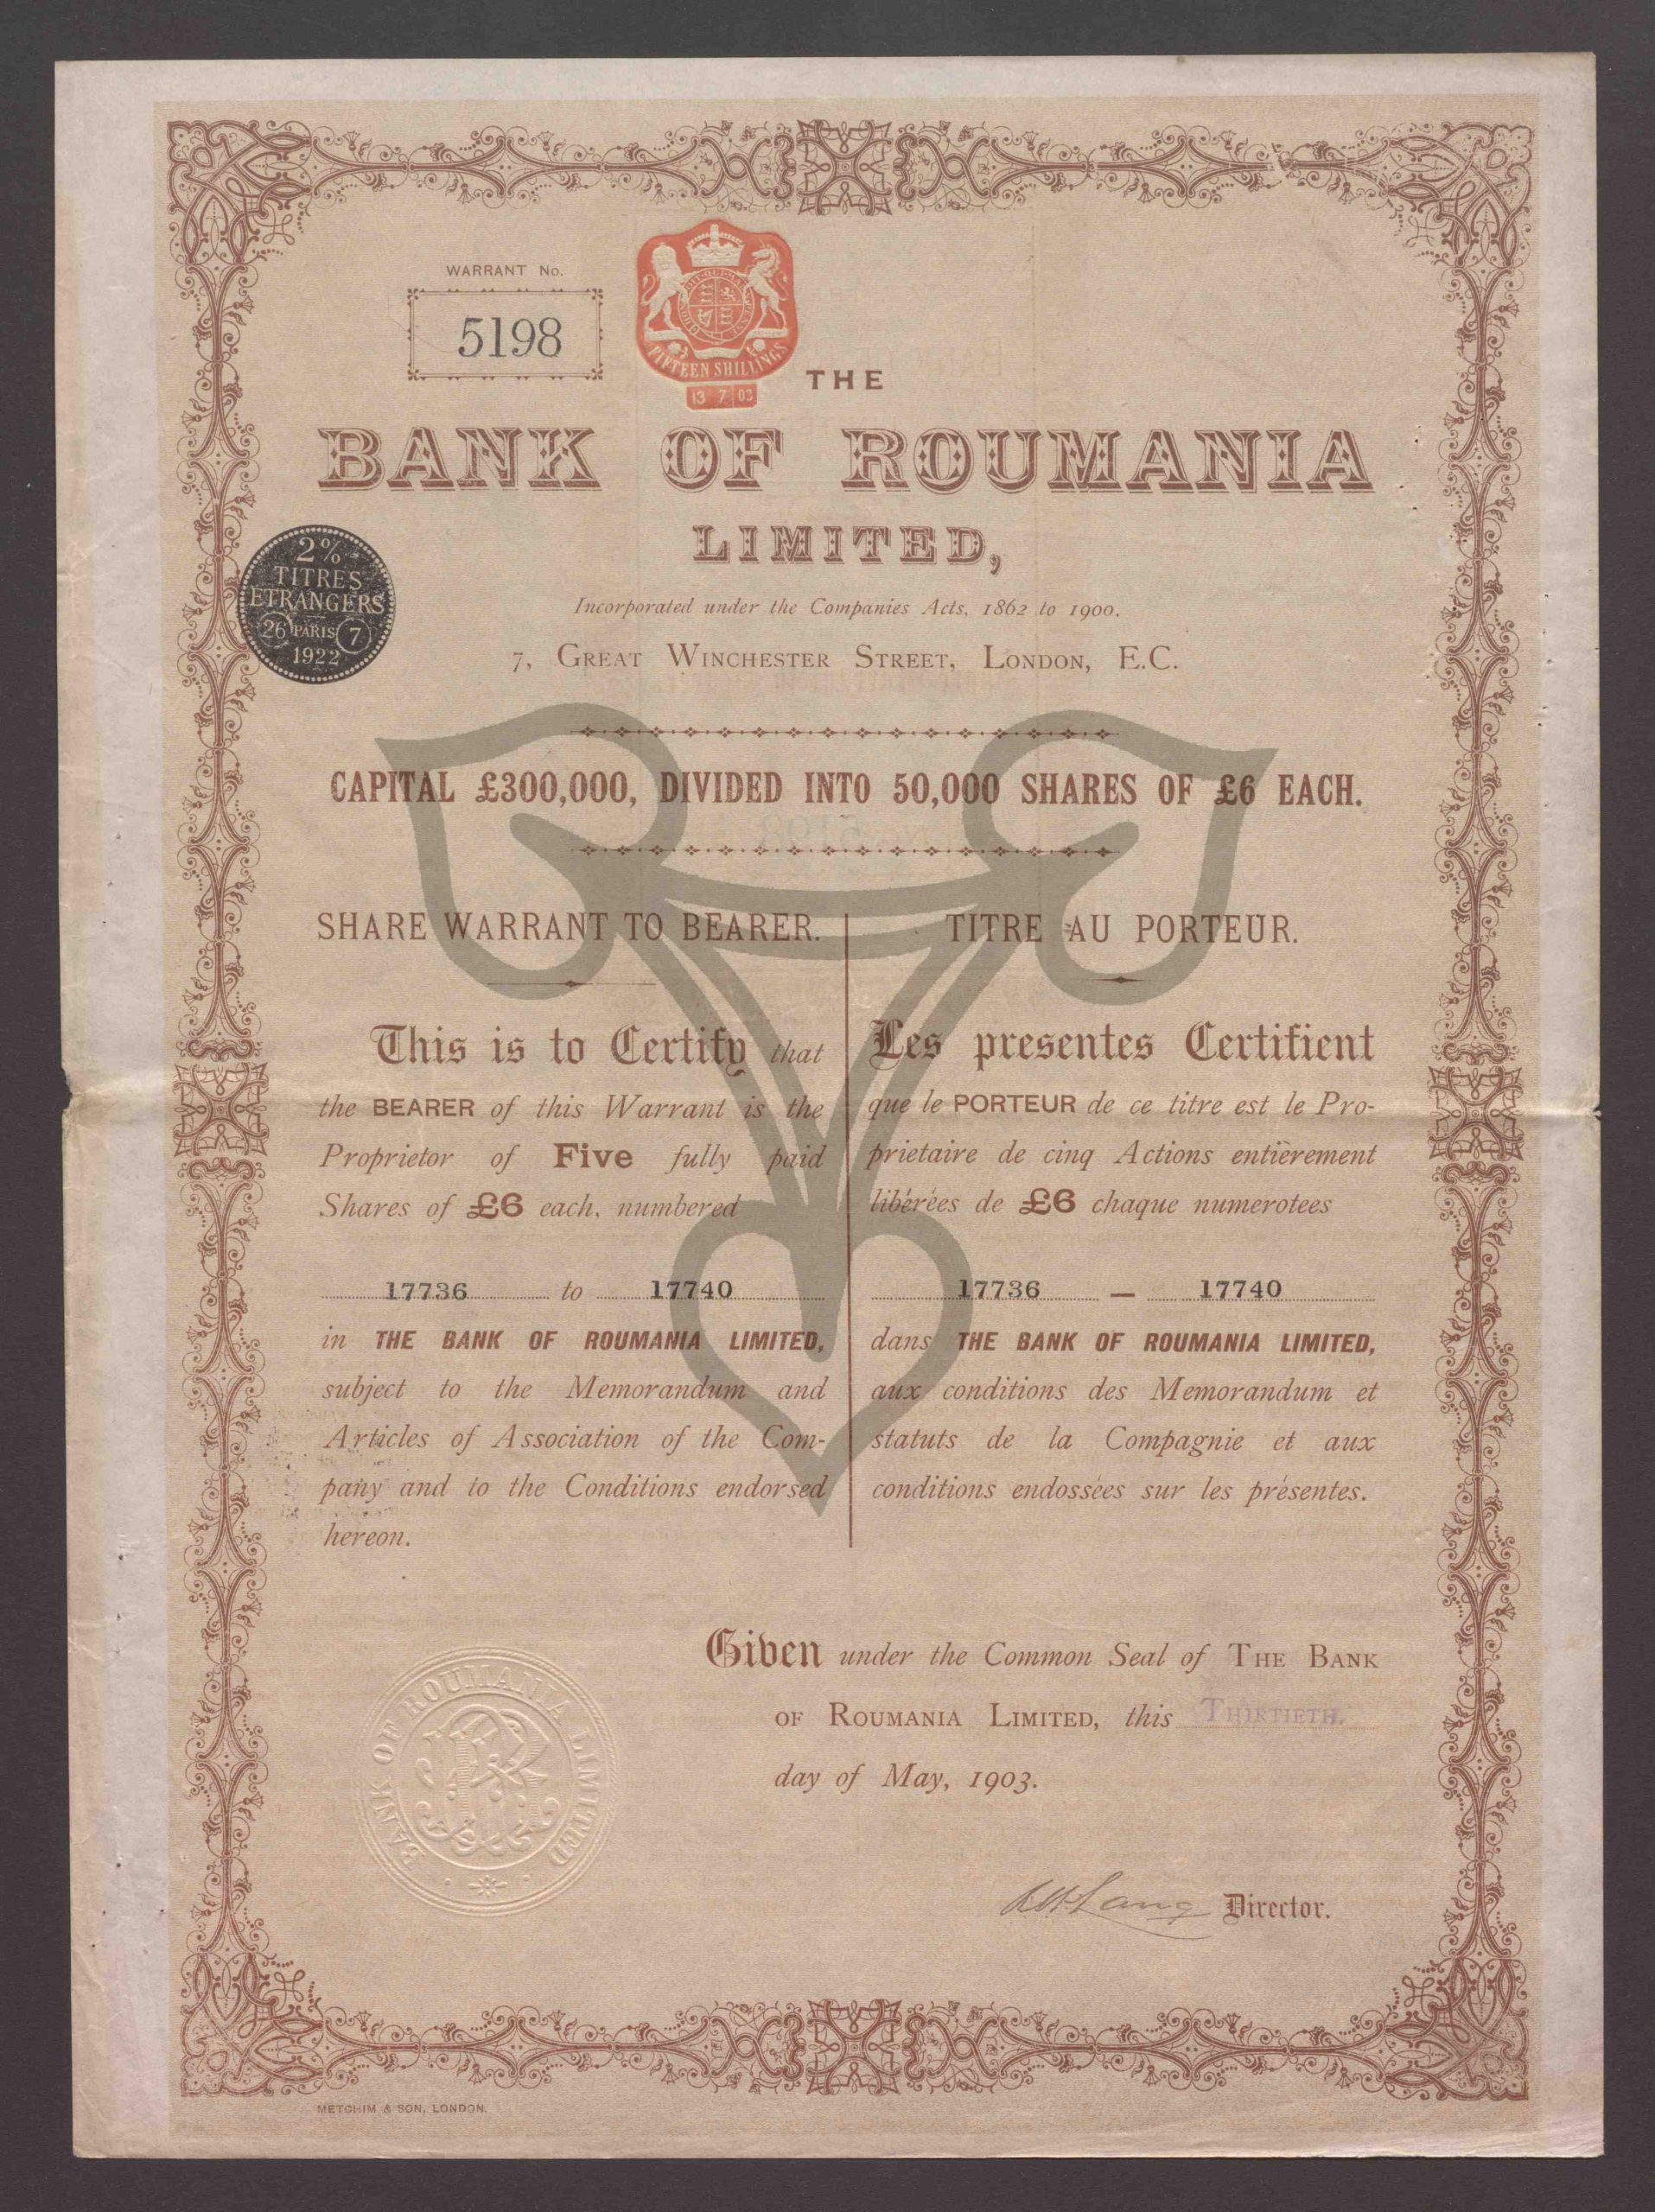 WARRANT No.
5198
FIFTEEN SHILLINGS
13 7 03
THE
BANK OF ROUMANIA
LIMITED,
2%
TITRES
ETRANGERS
26 PARIS 7
1922
Incorporated under the Companies Acts, 1862 to 1900.
7, GREAT WINCHESTER STREET, LONDON, E.C.
CAPITAL £300,000, DIVIDED INTO 50,000 SHARES OF £6 EACH.
SHARE WARRANT TO BEARER.
This is to Certify that
the BEARER of this Warrant is the
Proprietor of Five fully paid
Shares of £6 each, numbered
17736 to 17740
in THE BANK OF ROUMANIA LIMITED,
subject to the Memorandum and
Articles of Association of the Com-
pany and to the Conditions endorsed
hereon.
TITRE AU PORTEUR.
Les presentes Certifient
que le PORTEUR de ce titre est le Pro-
prietaire de cinq Actions entièrement
libérées de £6 chaque numerotees
17736 — 17740
dans THE BANK OF ROUMANIA LIMITED,
aux conditions des Memorandum et
statuts de la Compagnie et aux
conditions endossées sur les présentes.
Given under the Common Seal of THE BANK
OF ROUMANIA LIMITED, this THIRTIETH.
day of May, 1903.
BANK OF ROUMANIA LIMITED
Director.
METCHIM & SON, LONDON.